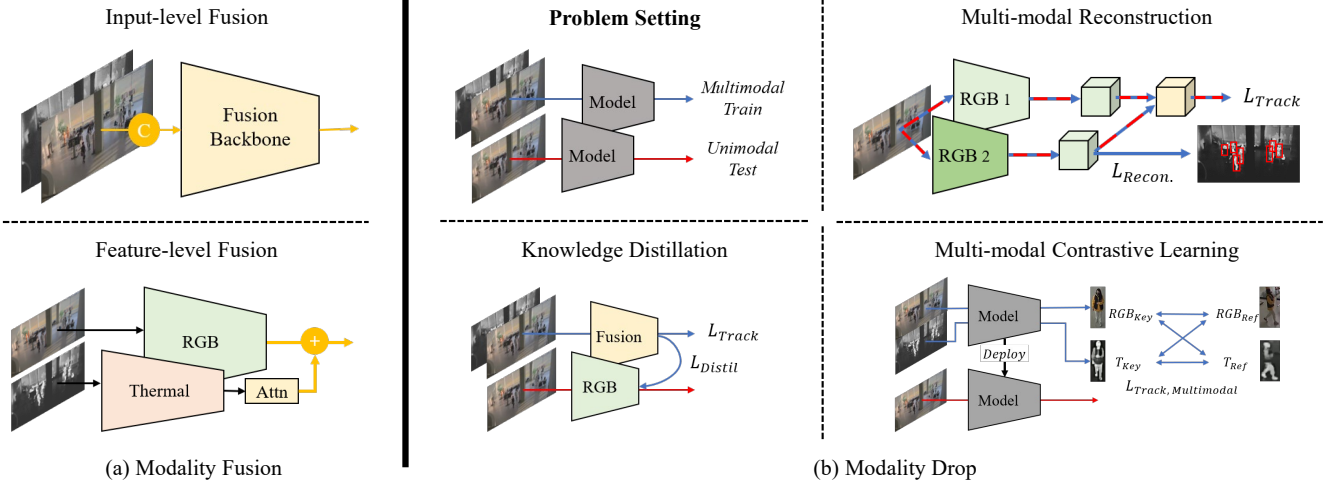 Input-level Fusion
C
Fusion
Backbone
Feature-level Fusion
RGB
+
Thermal
Attn
(a) Modality Fusion
Problem Setting
Model
Multimodal
Train
Model
Unimodal
Test
Multi-modal Reconstruction
RGB 1
L_Track
RGB 2
L_Recon.
Knowledge Distillation
Fusion
L_Track
L_Distil
RGB
Multi-modal Contrastive Learning
Model
RGB_Key
RGB_Ref
Deploy
T_Key
T_Ref
L_Track,Multimodal
Model
(b) Modality Drop